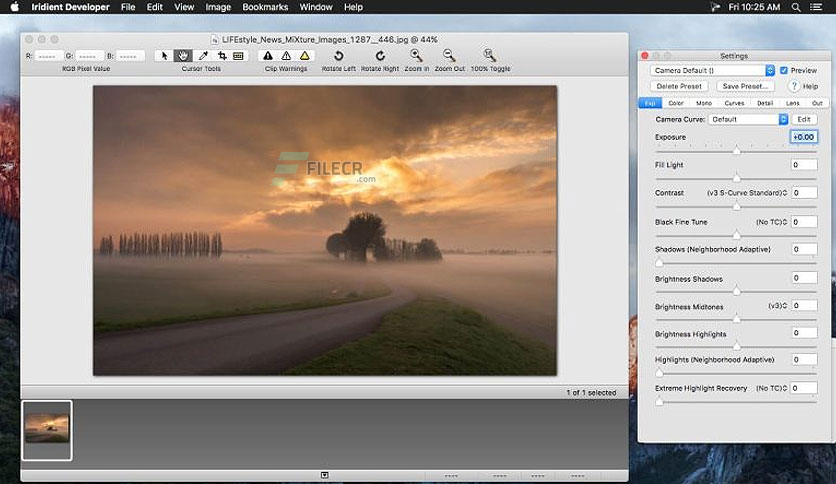 Iridient Developer File Edit View Image Bookmarks Window Help Fri 10:25 AM
LIFEstyle_News_MiXture_Images_1287__446.jpg @ 44%
R: ----- G: ----- B: -----
RGB Pixel Value Cursor Tools Clip Warnings Rotate Left Rotate Right Zoom In Zoom Out 100% Toggle
FILECR
.com
1 of 1 selected
---- ---- ---- ----
Settings
Camera Default () Preview
Delete Preset Save Preset... ? Help
Exp Color Mono Curves Detail Lens Out
Camera Curve: Default Edit
Exposure +0.00
Fill Light 0
Contrast (v3 S-Curve Standard) 0
Black Fine Tune (No TC) 0
Shadows (Neighborhood Adaptive) 0
Brightness Shadows 0
Brightness Midtones (v3) 0
Brightness Highlights 0
Highlights (Neighborhood Adaptive) 0
Extreme Highlight Recovery (No TC) 0